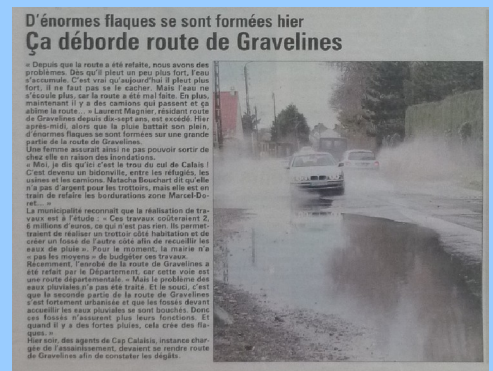 D'énormes flaques se sont formées hier
Ça déborde route de Gravelines
« Depuis que la route a été refaite, nous avons des
problèmes. Dès qu'il pleut un peu plus fort, l'eau
s'accumule. C'est vrai qu'aujourd'hui il pleut plus
fort, il ne faut pas se le cacher. Mais l'eau ne
s'écoule plus, car la route a été mal faite. En plus,
maintenant il y a des camions qui passent et ça
abîme la route... » Laurent Magnier, résidant route
de Gravelines depuis dix-sept ans, est excédé. Hier
après-midi, alors que la pluie battait son plein,
d'énormes flaques se sont formées sur une grande
partie de la route de Gravelines.
Une femme assurait ainsi ne pas pouvoir sortir de
chez elle en raison des inondations.
« Moi, je dis qu'ici c'est le trou du cul de Calais !
C'est devenu un bidonville, entre les réfugiés, les
usines et les camions. Natacha Bouchart dit qu'elle
n'a pas d'argent pour les trottoirs, mais elle est en
train de refaire les bordurations zone Marcel-Do-
ret... »
La municipalité reconnaît que la réalisation de tra-
vaux est à l'étude : « Ces travaux coûteraient 2,
6 millions d'euros, ce qui n'est pas rien. Ils permet-
traient de réaliser un trottoir côté habitation et de
créer un fossé de l'autre côté afin de recueillir les
eaux de pluie ». Pour le moment, la mairie n'a
« pas les moyens » de budgéter ces travaux.
Récemment, l'enrobé de la route de Gravelines a
été refait par le Département, car cette voie est
une route départementale. « Mais le problème des
eaux pluviales n'a pas été traité. Et le souci, c'est
que la seconde partie de la route de Gravelines
s'est fortement urbanisée et que les fossés devant
accueillir les eaux pluviales se sont bouchés. Donc
ces fossés n'assurent plus leurs fonctions. Et
quand il y a des fortes pluies, cela crée des fla-
ques. »
Hier soir, des agents de Cap Calaisis, instance char-
gée de l'assainissement, devaient se rendre route
de Gravelines afin de constater les dégâts.